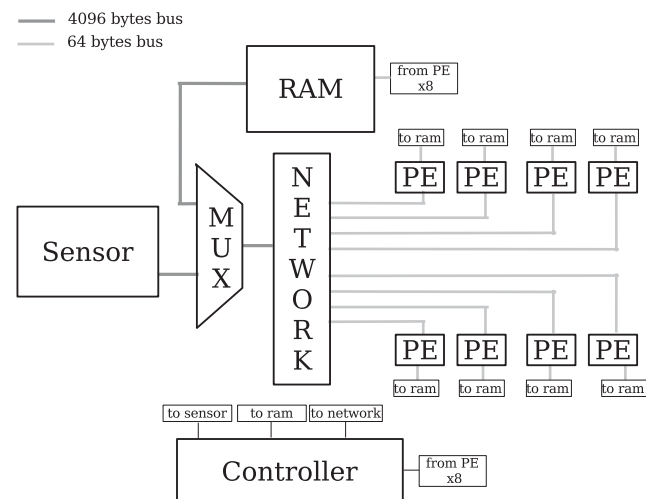 4096 bytes bus
64 bytes bus
RAM
from PE
x8
to ram
to ram
to ram
to ram
PE
PE
PE
PE
N
E
T
W
O
R
K
M
U
X
Sensor
PE
PE
PE
PE
to ram
to ram
to ram
to ram
to sensor
to ram
to network
Controller
from PE
x8